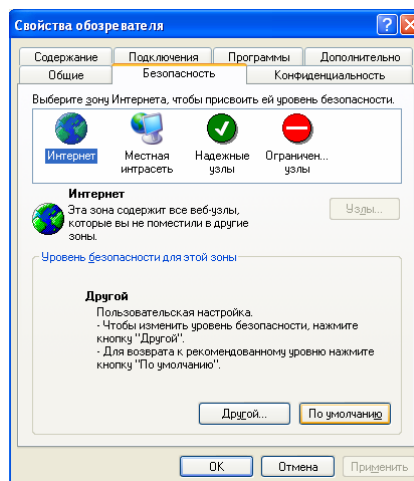 Свойства обозревателя
Содержание Подключения Программы Дополнительно
Общие Безопасность Конфиденциальность
Выберите зону Интернета, чтобы присвоить ей уровень безопасности.
Интернет Местная интрасеть Надежные узлы Ограничен... узлы
Интернет
Эта зона содержит все веб-узлы,
которые вы не поместили в другие
зоны.
Узлы...
Уровень безопасности для этой зоны
Другой
Пользовательская настройка.
- Чтобы изменить уровень безопасности, нажмите
кнопку "Другой".
- Для возврата к рекомендованному уровню нажмите
кнопку "По умолчанию".
Другой... По умолчанию
OK Отмена Применить